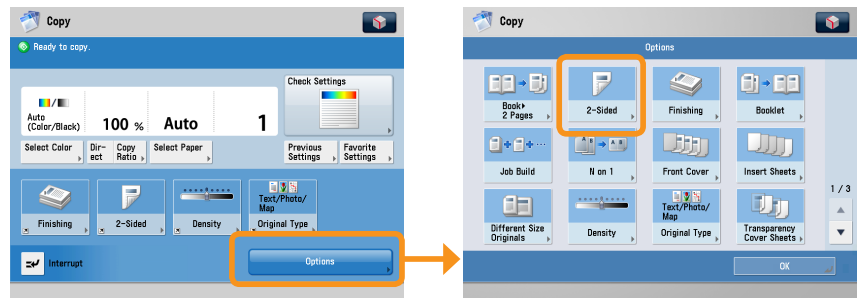 Copy
Ready to copy.
Check Settings
Auto
(Color/Black)
100 %
Auto
1
Select Color
Dir-
ect
Copy
Ratio
Select Paper
Previous
Settings
Favorite
Settings
Finishing
2-Sided
Density
Text/Photo/
Map
Original Type
Interrupt
Options
Copy
Options
Book▸
2 Pages
2-Sided
Finishing
Booklet
Job Build
N on 1
Front Cover
Insert Sheets
1 / 3
Different Size
Originals
Density
Text/Photo/
Map
Original Type
Transparency
Cover Sheets
OK